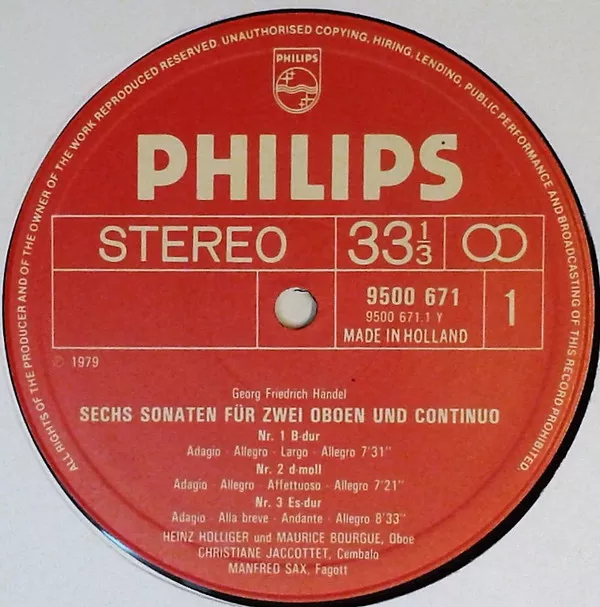 ALL RIGHTS OF THE PRODUCER AND OF THE OWNER OF THE WORK REPRODUCED RESERVED. UNAUTHORISED COPYING, HIRING, LENDING, PUBLIC PERFORMANCE AND BROADCASTING OF THIS RECORD PROHIBITED.
PHILIPS
PHILIPS
STEREO
33 1/3
9500 671
9500 671.1 Y
MADE IN HOLLAND
1
℗ 1979
Georg Friedrich Händel
SECHS SONATEN FÜR ZWEI OBOEN UND CONTINUO
Nr. 1 B-dur
Adagio · Allegro · Largo · Allegro 7'31"
Nr. 2 d-moll
Adagio · Allegro · Affettuoso · Allegro 7'21"
Nr. 3 Es-dur
Adagio · Alla breve · Andante · Allegro 8'33"
HEINZ HOLLIGER und MAURICE BOURGUE, Oboe
CHRISTIANE JACCOTTET, Cembalo
MANFRED SAX, Fagott